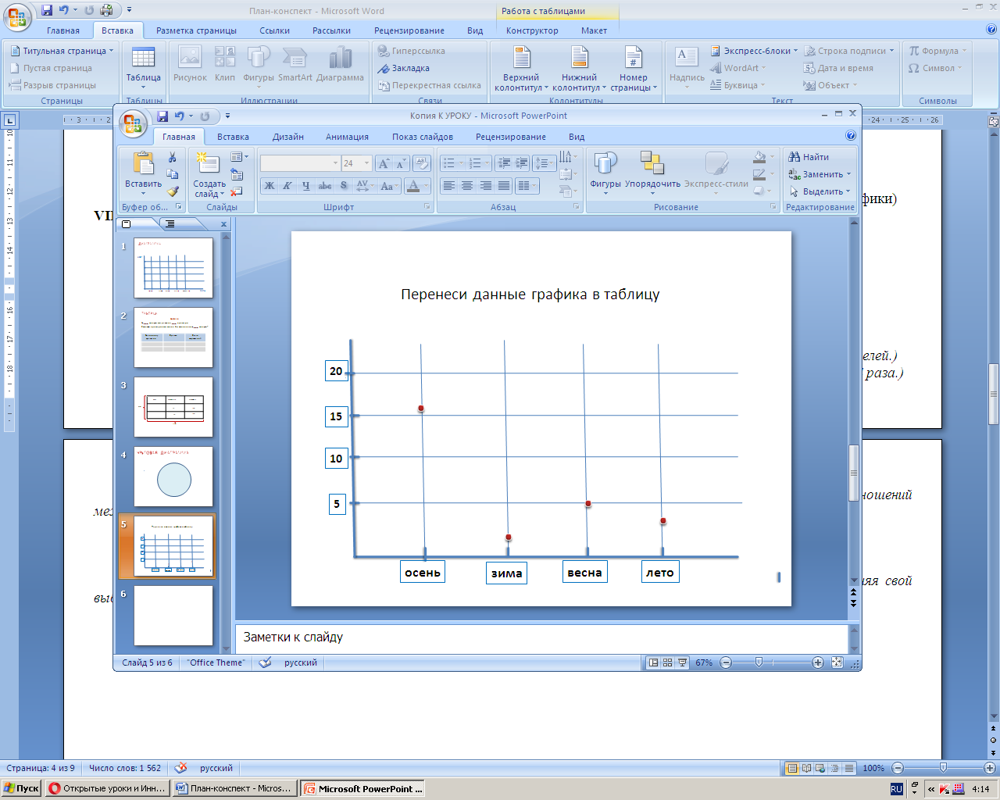 План-конспект - Microsoft Word
Работа с таблицами
Главная Вставка Разметка страницы Ссылки Рассылки Рецензирование Вид Конструктор Макет
Титульная страница
Пустая страница
Разрыв страницы
Страницы
Таблица
Таблицы
Рисунок Клип Фигуры SmartArt Диаграмма
Иллюстрации
Гиперссылка
Закладка
Перекрестная ссылка
Связи
Верхний колонтитул
Нижний колонтитул
Номер страницы
Колонтитулы
Надпись
Экспресс-блоки
WordArt
Буквица
Строка подписи
Дата и время
Объект
Текст
Формула
Символ
Символы
Копия К УРОКУ - Microsoft PowerPoint
Главная Вставка Дизайн Анимация Показ слайдов Рецензирование Вид
Вставить
Буфер об...
Создать слайд
Слайды
24
Ж К Ч abc S AV Aa A
Шрифт
Абзац
Фигуры Упорядочить Экспресс-стили
Рисование
Найти
Заменить
Выделить
Редактирование
VII
фики)
елей.)
раза.)
ношений
мез
яя свой
1
2
3
4
5
6
Перенеси данные графика в таблицу
20
15
10
5
осень зима весна лето
Заметки к слайду
Слайд 5 из 6 "Office Theme" русский 67%
Страница: 4 из 9 Число слов: 1 562 русский 100%
Пуск Открытые уроки и Инн... План-конспект - Micros... Microsoft PowerPoint ... RU 4:14